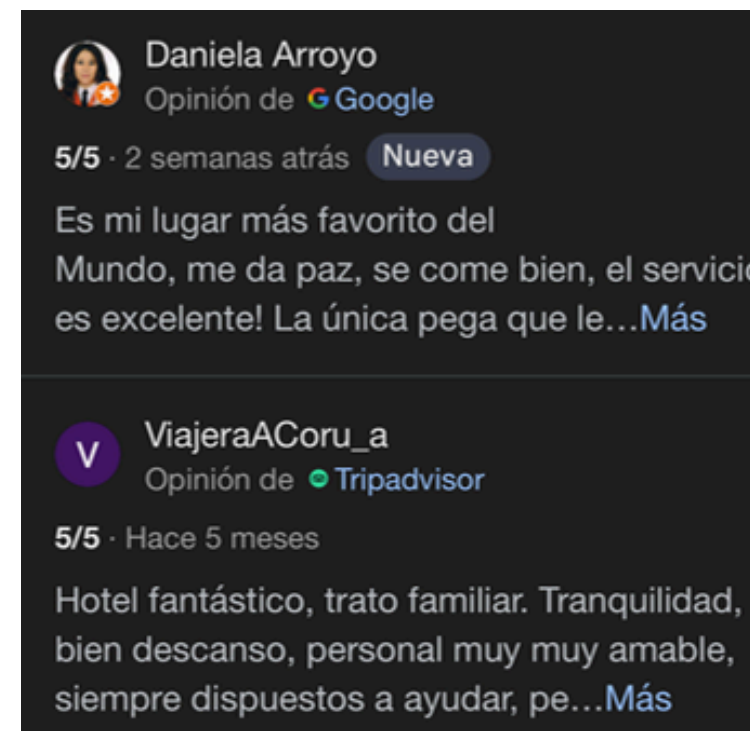 Daniela Arroyo
Opinión de Google
5/5 · 2 semanas atrás Nueva
Es mi lugar más favorito del
Mundo, me da paz, se come bien, el servicio
es excelente! La única pega que le...Más
V
ViajeraACoru_a
Opinión de Tripadvisor
5/5 · Hace 5 meses
Hotel fantástico, trato familiar. Tranquilidad,
bien descanso, personal muy muy amable,
siempre dispuestos a ayudar, pe...Más